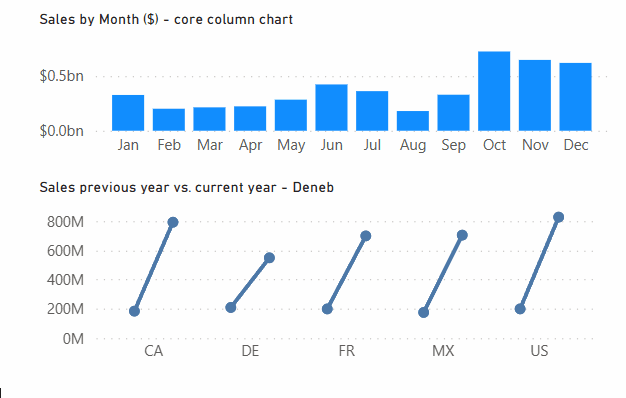 Sales by Month ($) - core column chart
$0.5bn
$0.0bn
Jan Feb Mar Apr May Jun Jul Aug Sep Oct Nov Dec
Sales previous year vs. current year - Deneb
800M
600M
400M
200M
0M
CA DE FR MX US